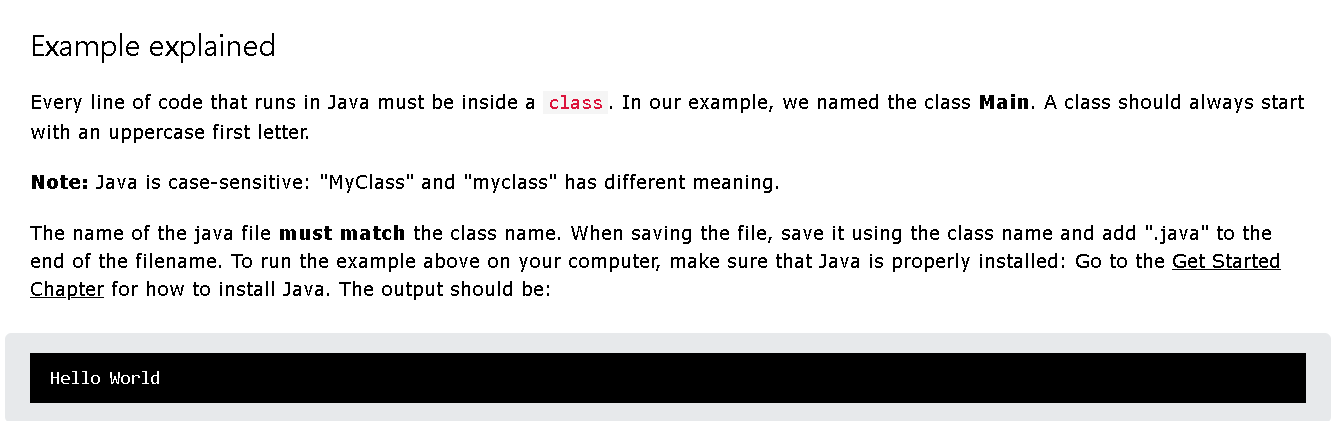 Example explained
Every line of code that runs in Java must be inside a class. In our example, we named the class Main. A class should always start
with an uppercase first letter.
Note: Java is case-sensitive: "MyClass" and "myclass" has different meaning.
The name of the java file must match the class name. When saving the file, save it using the class name and add ".java" to the
end of the filename. To run the example above on your computer, make sure that Java is properly installed: Go to the Get Started
Chapter for how to install Java. The output should be:
Hello World